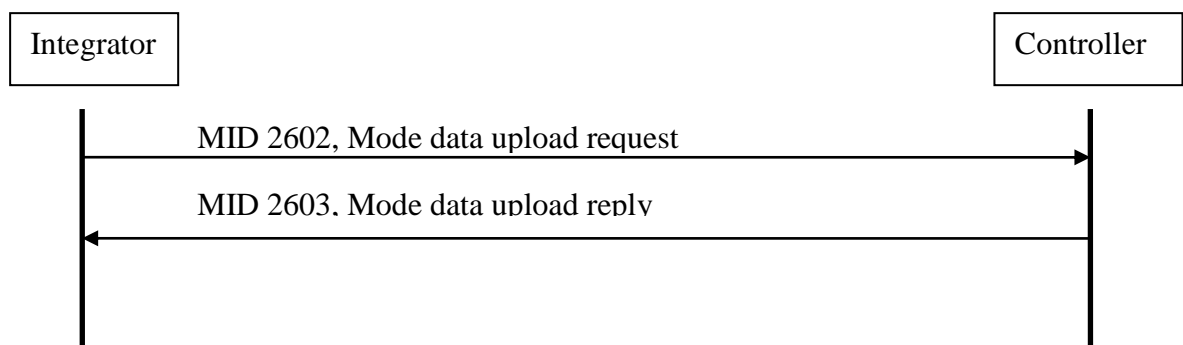 Integrator
Controller
MID 2602, Mode data upload request
MID 2603, Mode data upload reply